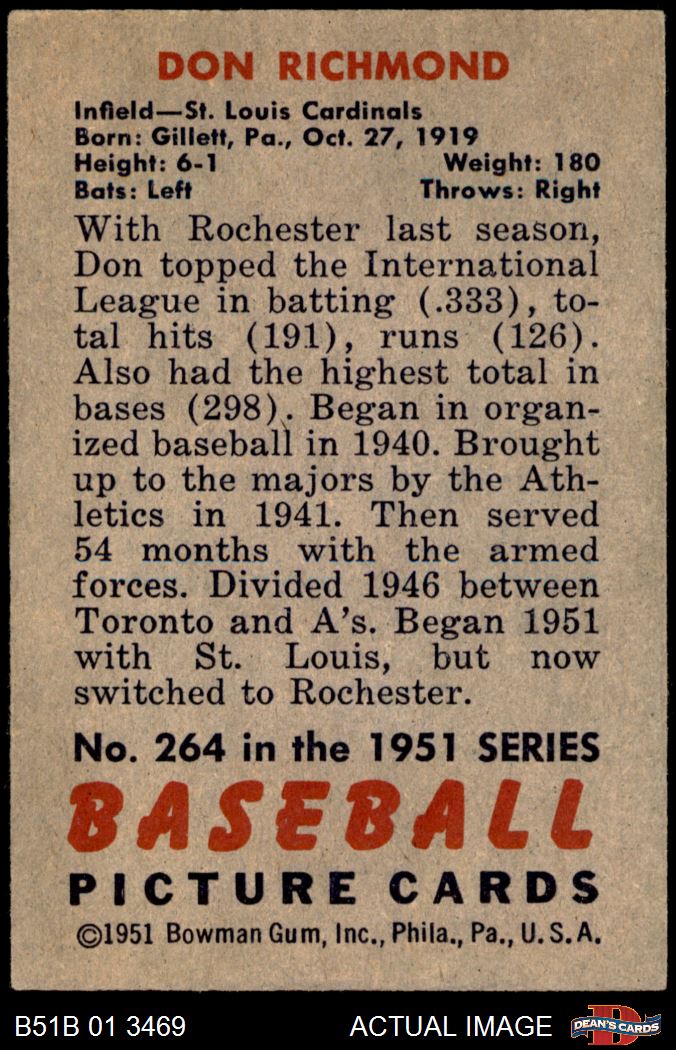 DON RICHMOND
Infield—St. Louis Cardinals
Born: Gillett, Pa., Oct. 27, 1919
Height: 6-1 Weight: 180
Bats: Left Throws: Right
With Rochester last season,
Don topped the International
League in batting (.333), to-
tal hits (191), runs (126).
Also had the highest total in
bases (298). Began in organ-
ized baseball in 1940. Brought
up to the majors by the Ath-
letics in 1941. Then served
54 months with the armed
forces. Divided 1946 between
Toronto and A's. Began 1951
with St. Louis, but now
switched to Rochester.
No. 264 in the 1951 SERIES
BASEBALL
PICTURE CARDS
©1951 Bowman Gum, Inc., Phila., Pa., U.S.A.
B51B 01 3469 ACTUAL IMAGE D DEAN'S CARDS